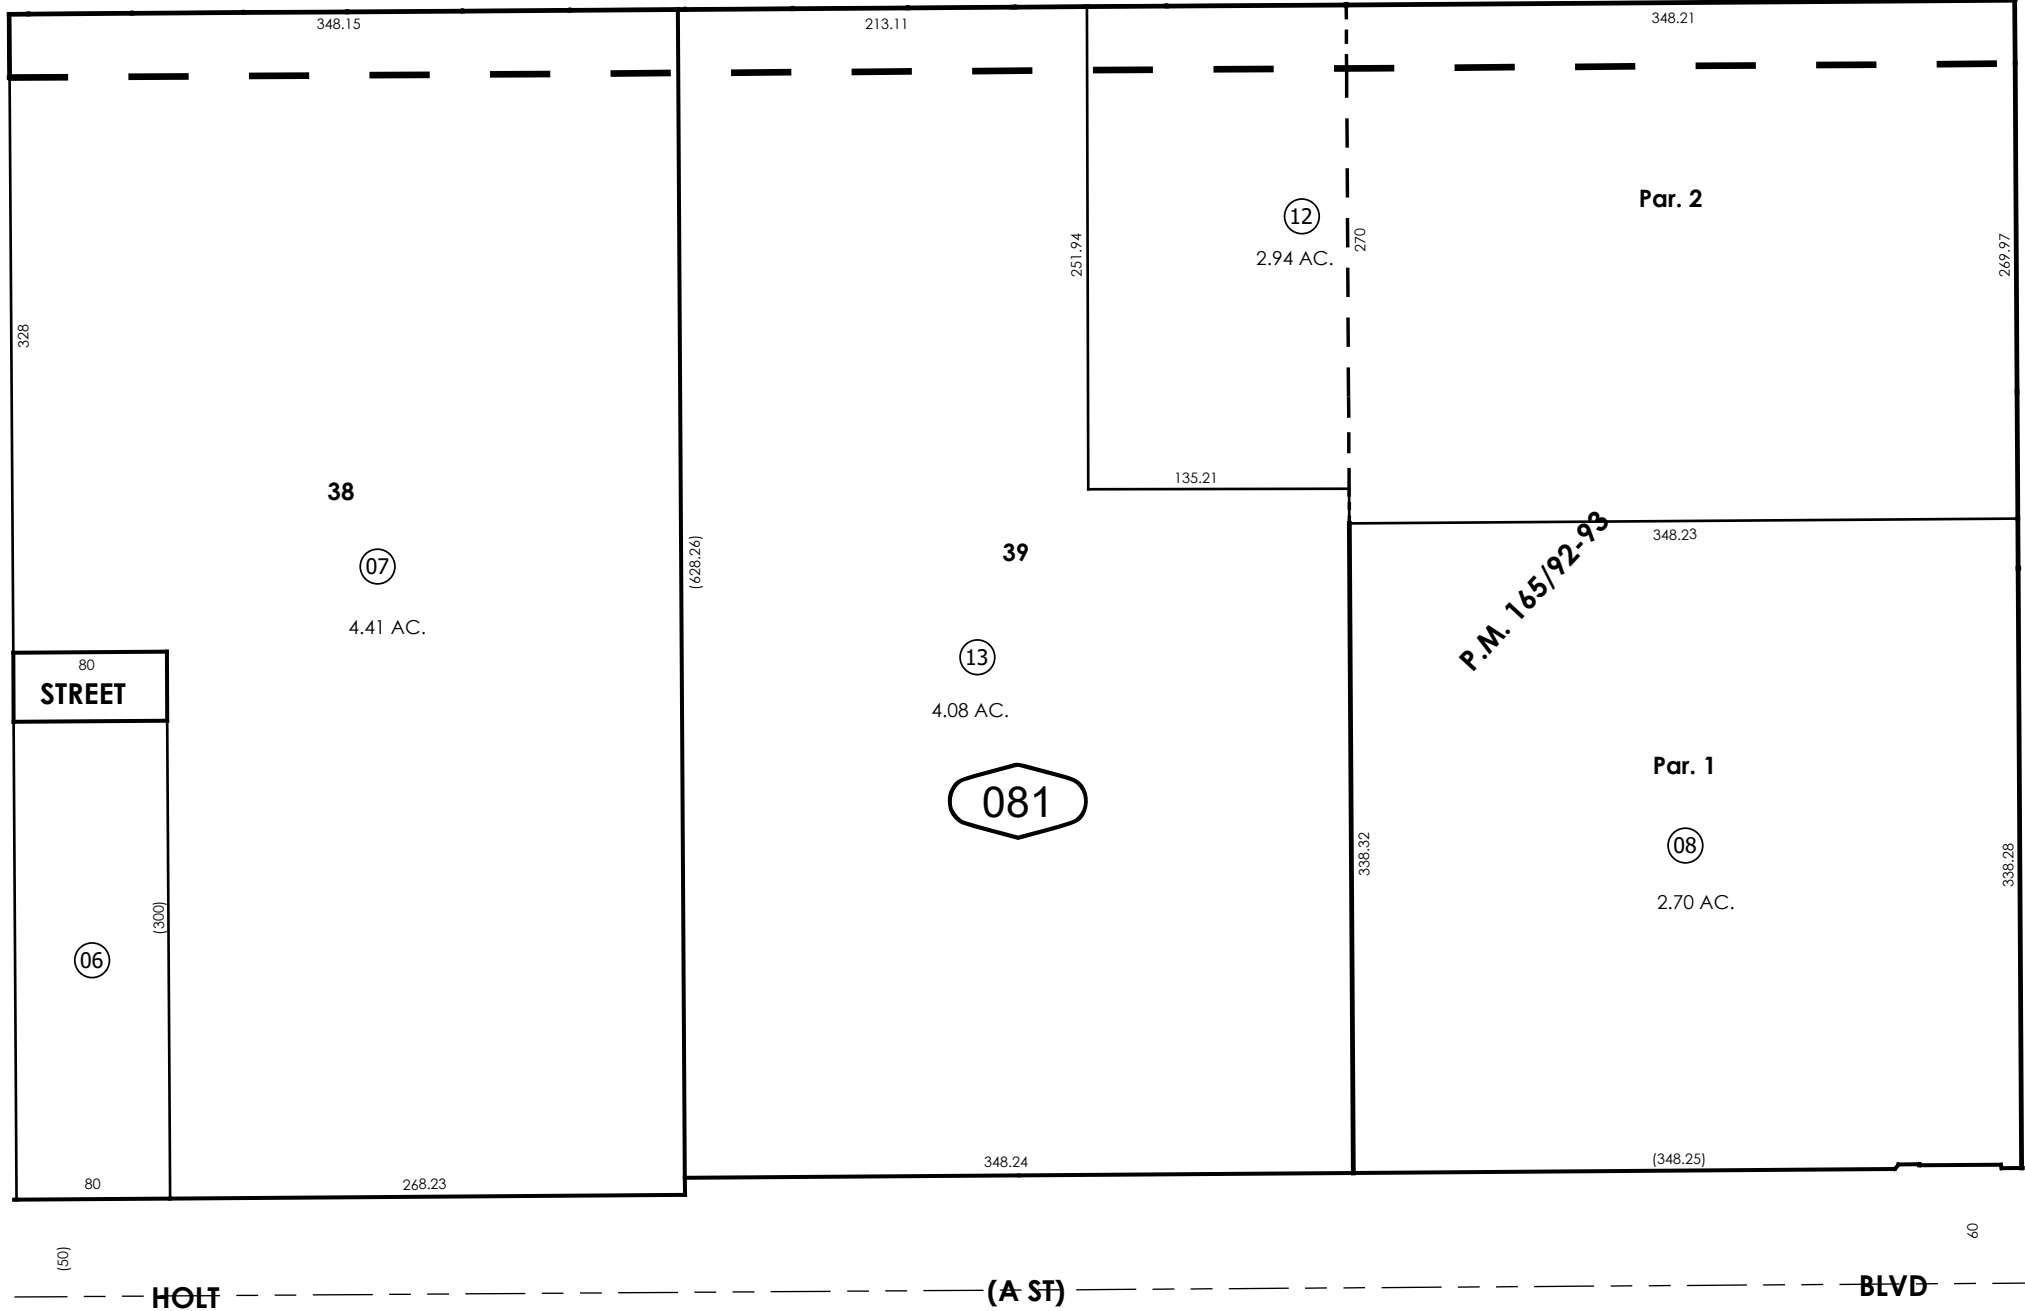 348.15
213.11
348.21
Par. 2
12
2.94 AC.
270
251.94
269.97
328
135.21
38
348.23
P.M. 165/92-93
39
(628.26)
07
4.41 AC.
13
4.08 AC.
80
STREET
Par. 1
081
338.32
08
338.28
2.70 AC.
(300)
06
348.24
(348.25)
80
268.23
(50)
60
HOLT
(A ST)
BLVD